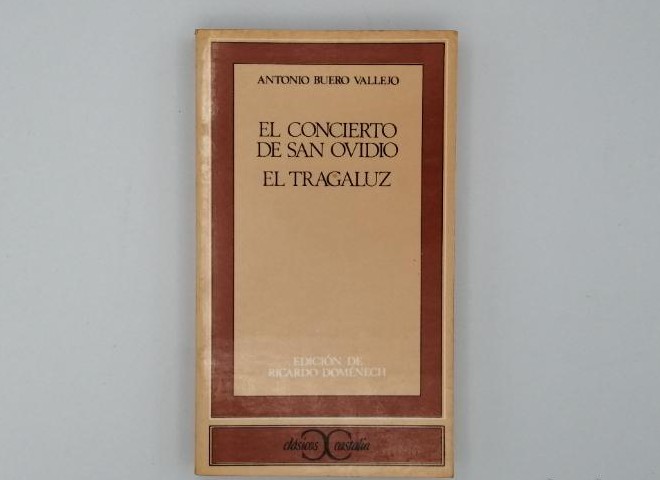 ANTONIO BUERO VALLEJO
EL CONCIERTO
DE SAN OVIDIO
EL TRAGALUZ
EDICIÓN DE
RICARDO DOMÉNECH
clásicos castalia